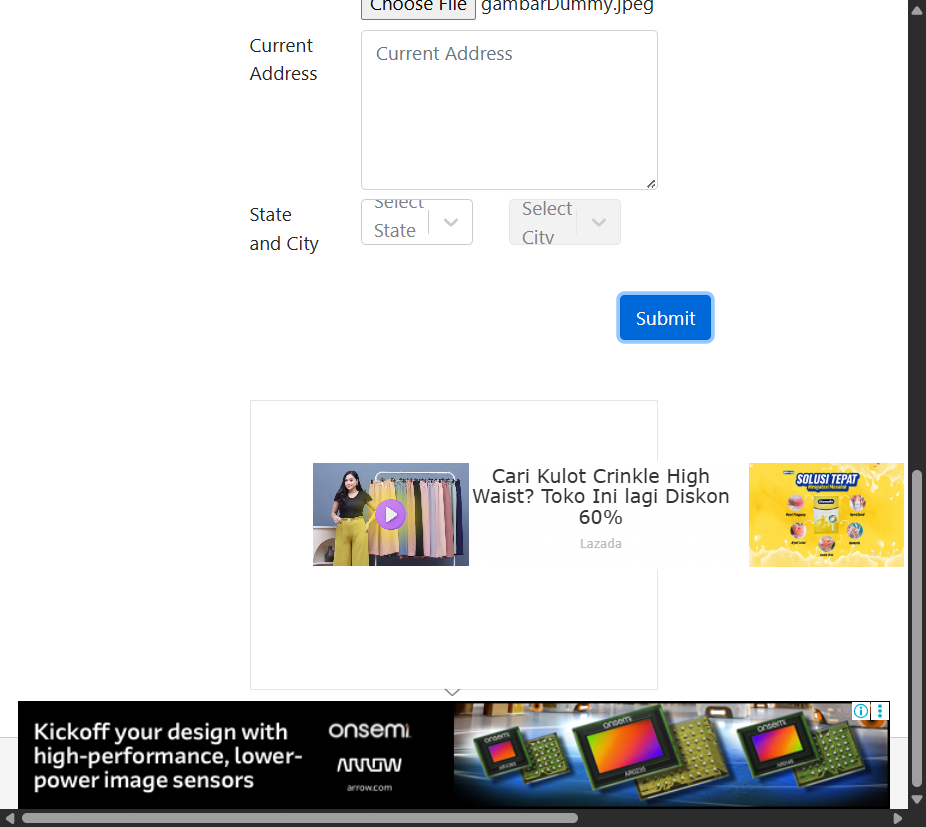 Choose File gambarDummy.jpeg
Current
Address
Current Address
State
and City
Select
State
Select
City
Submit
Cari Kulot Crinkle High
Waist? Toko Ini lagi Diskon
60%
Lazada
SOLUSI TEPAT
Kickoff your design with
high-performance, lower-
power image sensors
onsemi
ARROW
arrow.com
onsemi
onsemi
AR0235
onsemi